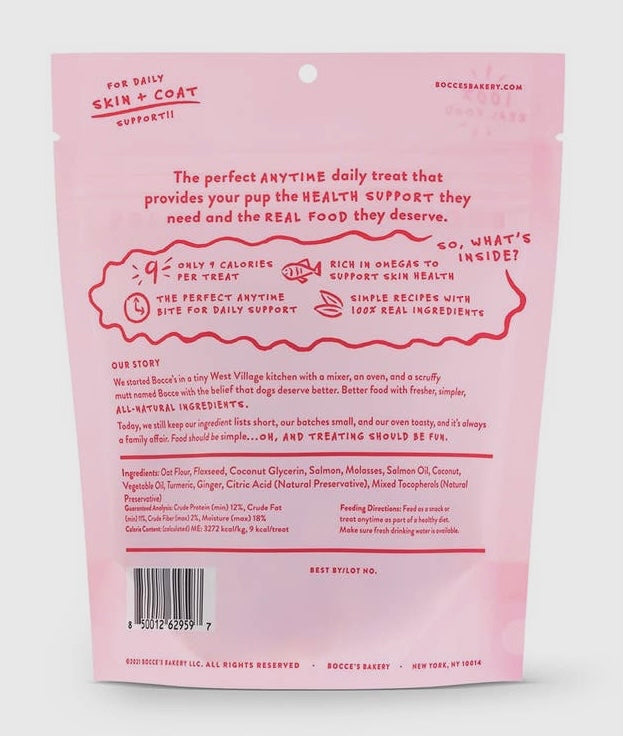 FOR DAILY
SKIN + COAT
SUPPORT!!
BOCCESBAKERY.COM
The perfect ANYTIME daily treat that
provides your pup the HEALTH SUPPORT they
need and the REAL FOOD they deserve.
SO, WHAT'S
INSIDE?
9 ONLY 9 CALORIES
PER TREAT
RICH IN OMEGAS TO
SUPPORT SKIN HEALTH
THE PERFECT ANYTIME
BITE FOR DAILY SUPPORT
SIMPLE RECIPES WITH
100% REAL INGREDIENTS
OUR STORY
We started Bocce's in a tiny West Village kitchen with a mixer, an oven, and a scruffy
mutt named Bocce with the belief that dogs deserve better. Better food with fresher, simpler,
ALL-NATURAL INGREDIENTS.
Today, we still keep our ingredient lists short, our batches small, and our oven toasty, and it's always
a family affair. Food should be simple...OH, AND TREATING SHOULD BE FUN.
Ingredients: Oat Flour, Flaxseed, Coconut Glycerin, Salmon, Molasses, Salmon Oil, Coconut,
Vegetable Oil, Turmeric, Ginger, Citric Acid (Natural Preservative), Mixed Tocopherols (Natural
Preservative)
Guaranteed Analysis: Crude Protein (min) 12%, Crude Fat
(min) 11%, Crude Fiber (max) 2%, Moisture (max) 18%
Calorie Content: (calculated) ME: 3272 kcal/kg, 9 kcal/treat
Feeding Directions: Feed as a snack or
treat anytime as part of a healthy diet.
Make sure fresh drinking water is available.
BEST BY/LOT NO.
8 50012 62959 7
©2021 BOCCE'S BAKERY LLC. ALL RIGHTS RESERVED • BOCCE'S BAKERY • NEW YORK, NY 10014